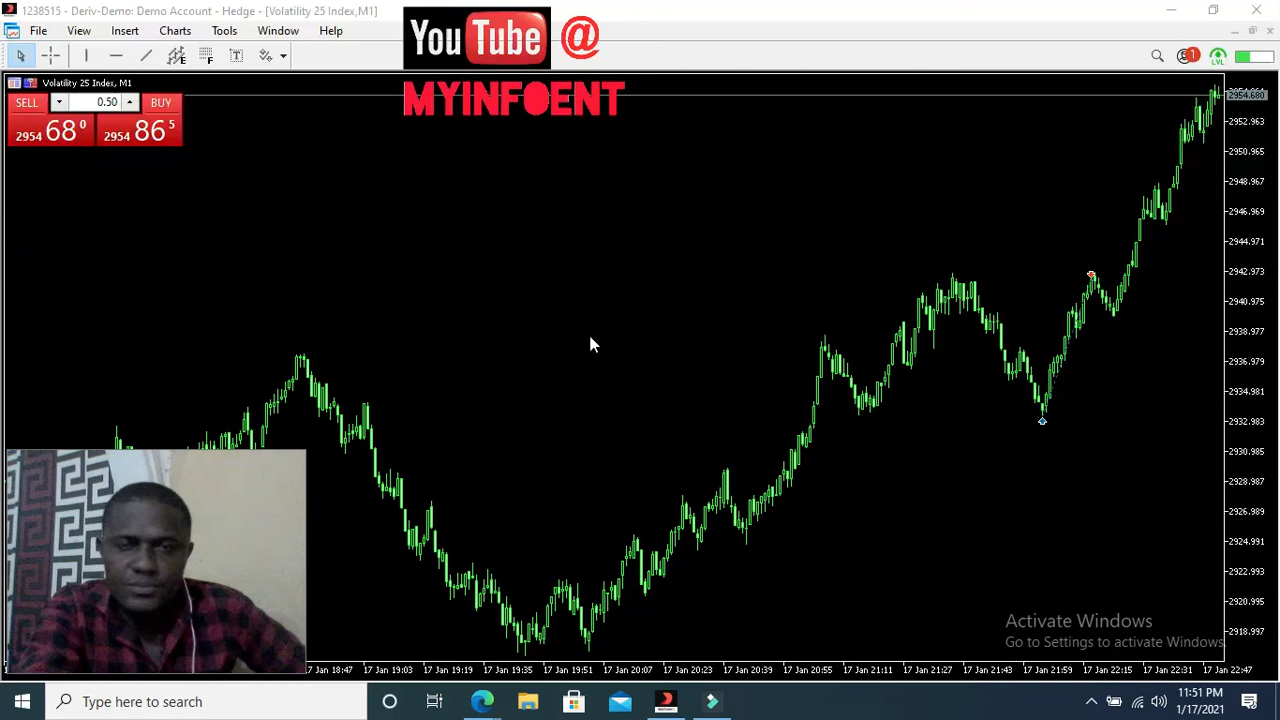 1238515 - Deriv-Demo: Demo Account - Hedge - [Volatility 25 Index,M1]
File View Insert Charts Tools Window Help
YouTube @
MYINFOENT
1
LVL
Volatility 25 Index, M1
SELL 0.50 BUY
2954 68 0 2954 86 5
2952.963
2950.965
2948.967
2946.969
2944.971
2942.973
2940.975
2938.977
2936.979
2934.981
2932.983
2930.985
2928.987
2926.989
2924.991
2922.993
2920.995
Activate Windows
Go to Settings to activate Windows.
17 Jan 18:47 17 Jan 19:03 17 Jan 19:19 17 Jan 19:35 17 Jan 19:51 17 Jan 20:07 17 Jan 20:23 17 Jan 20:39 17 Jan 20:55 17 Jan 21:11 17 Jan 21:27 17 Jan 21:43 17 Jan 21:59 17 Jan 22:15 17 Jan 22:31 17 Jan 22:47
Type here to search
11:51 PM
1/17/2021